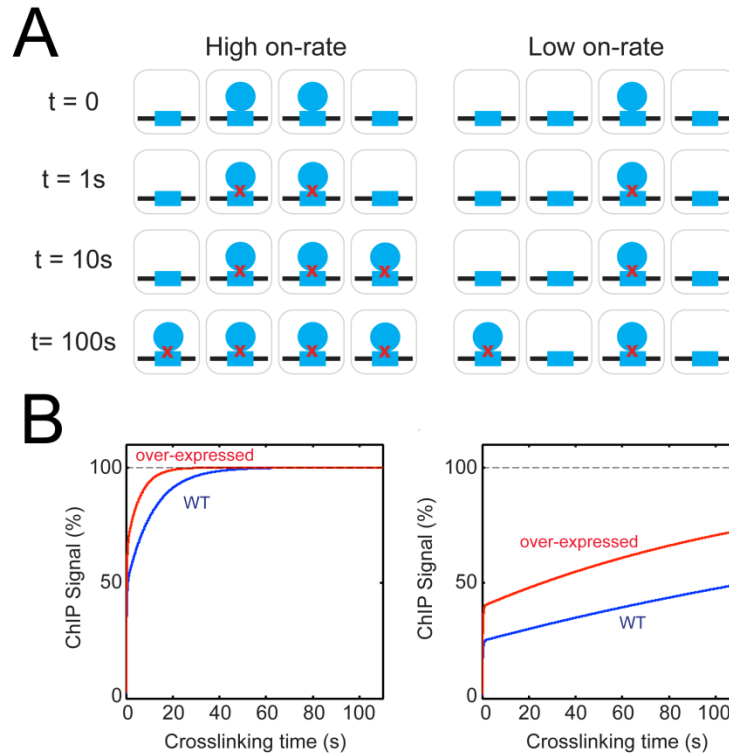 A
High on-rate
Low on-rate
t = 0
t = 1s
x x x
t = 10s
x x x x
t= 100s
x x x x x x
B
over-expressed
100
WT
50
0
ChIP Signal (%)
0 20 40 60 80 100
Crosslinking time (s)
100
over-expressed
50
WT
0
ChIP Signal (%)
0 20 40 60 80 100
Crosslinking time (s)